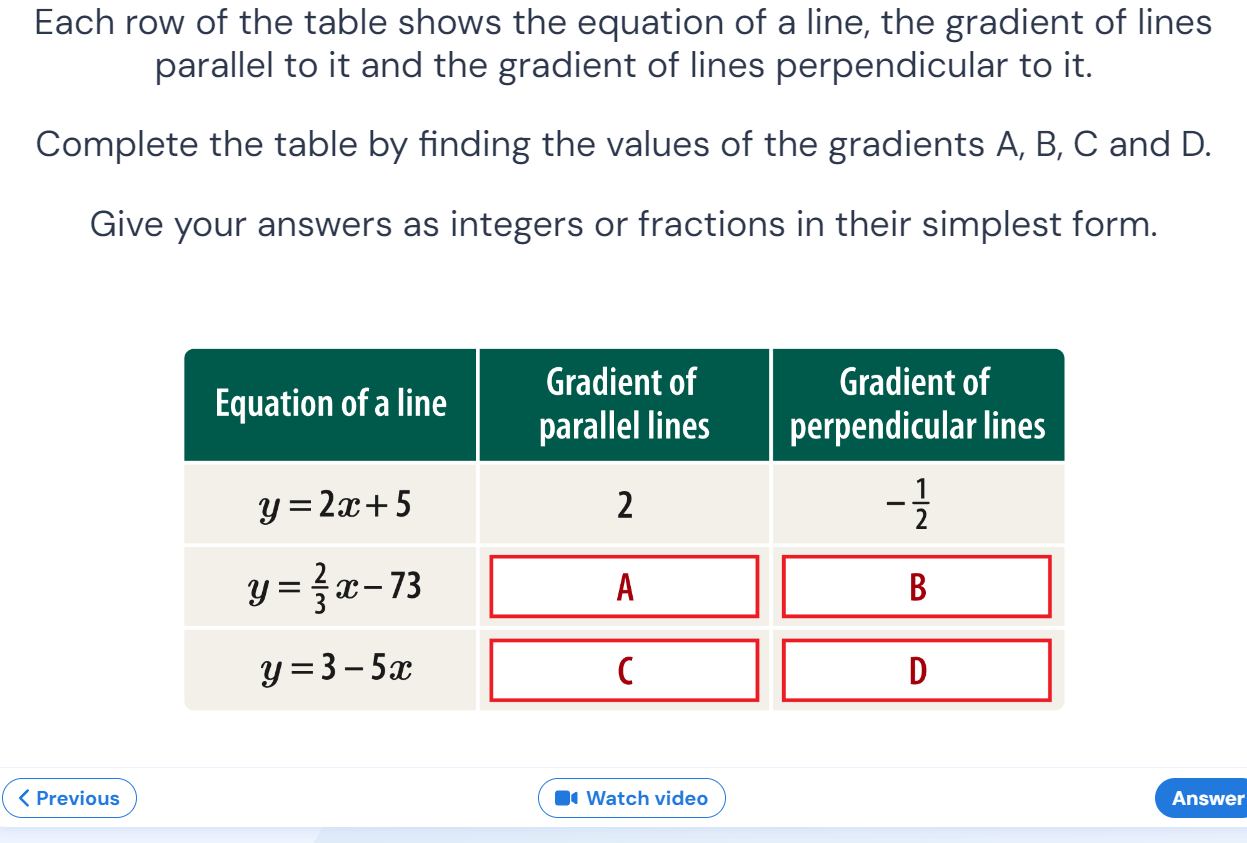 Each row of the table shows the equation of a line, the gradient of lines
parallel to it and the gradient of lines perpendicular to it.
Complete the table by finding the values of the gradients A, B, C and D.
Give your answers as integers or fractions in their simplest form.
Equation of a line
Gradient of
parallel lines
Gradient of
perpendicular lines
y = 2x + 5
2
−1/2
y = 2/3 x − 73
A
B
y = 3 − 5x
C
D
Previous
Watch video
Answer